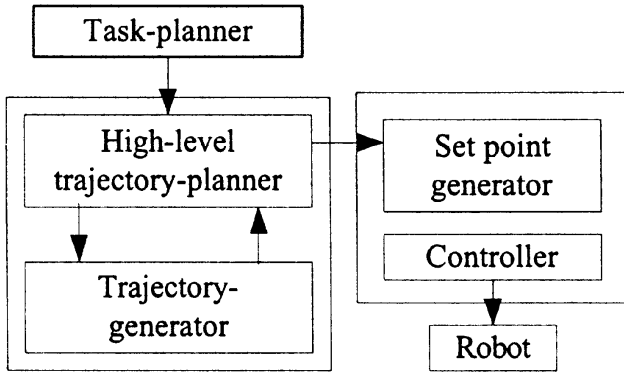 Task-planner
High-level
trajectory-planner
Trajectory-
generator
Set point
generator
Controller
Robot